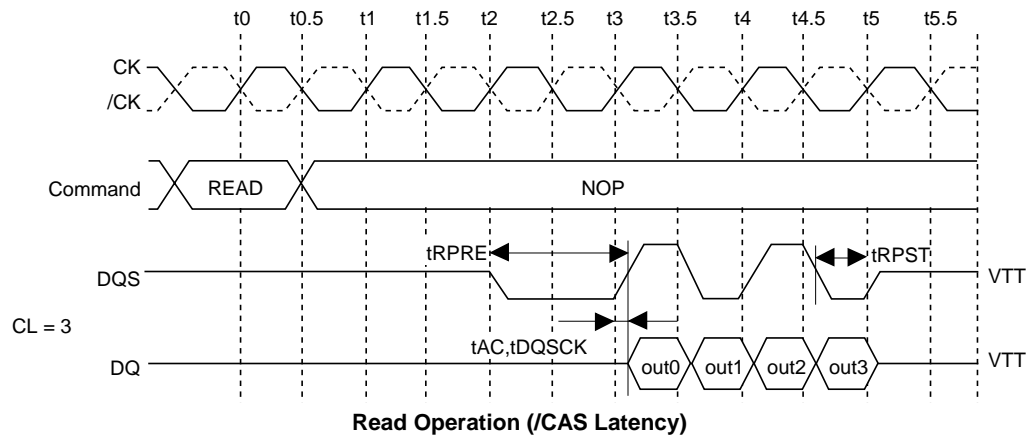 t0 t0.5 t1 t1.5 t2 t2.5 t3 t3.5 t4 t4.5 t5 t5.5
CK
/CK
Command READ NOP
tRPRE tRPST
DQS VTT
CL = 3
tAC,tDQSCK
DQ out0 out1 out2 out3 VTT
Read Operation (/CAS Latency)